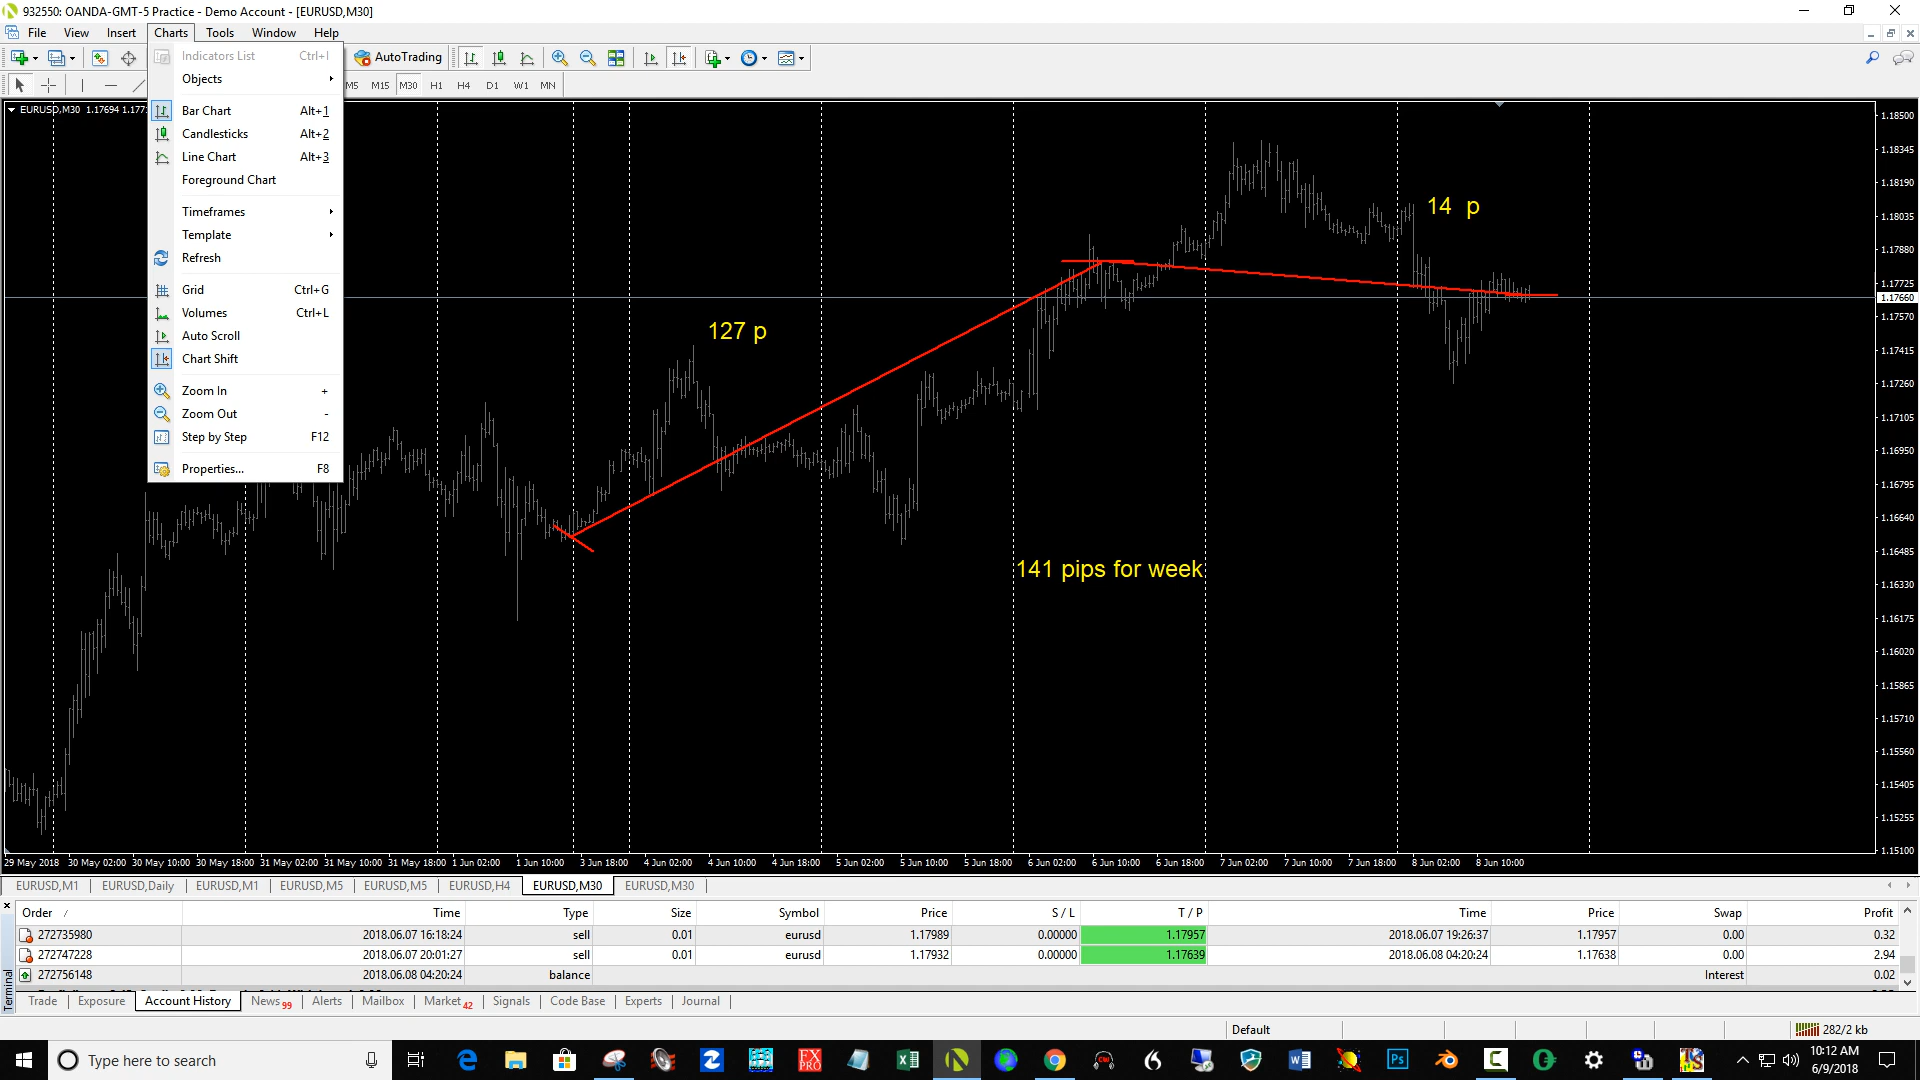 932550: OANDA-GMT-5 Practice - Demo Account - [EURUSD,M30]
File View Insert Charts Tools Window Help
AutoTrading
M5 M15 M30 H1 H4 D1 W1 MN
EURUSD,M30 1.17694
Indicators List Ctrl+I
Objects
Bar Chart Alt+1
Candlesticks Alt+2
Line Chart Alt+3
Foreground Chart
Timeframes
Template
Refresh
Grid Ctrl+G
Volumes Ctrl+L
Auto Scroll
Chart Shift
Zoom In +
Zoom Out -
Step by Step F12
Properties... F8
127 p
14 p
141 pips for week
1.18500
1.18345
1.18190
1.18035
1.17880
1.17725
1.17660
1.17570
1.17415
1.17260
1.17105
1.16950
1.16795
1.16640
1.16485
1.16330
1.16175
1.16020
1.15865
1.15710
1.15560
1.15405
1.15255
1.15100
29 May 2018 30 May 02:00 30 May 10:00 30 May 18:00 31 May 02:00 31 May 10:00 31 May 18:00 1 Jun 02:00 1 Jun 10:00 3 Jun 18:00 4 Jun 02:00 4 Jun 10:00 4 Jun 18:00 5 Jun 02:00 5 Jun 10:00 5 Jun 18:00 6 Jun 02:00 6 Jun 10:00 6 Jun 18:00 7 Jun 02:00 7 Jun 10:00 7 Jun 18:00 8 Jun 02:00 8 Jun 10:00
EURUSD,M1 EURUSD,Daily EURUSD,M1 EURUSD,M5 EURUSD,M5 EURUSD,H4 EURUSD,M30 EURUSD,M30
Order / Time Type Size Symbol Price S / L T / P Time Price Swap Profit
272735980 2018.06.07 16:18:24 sell 0.01 eurusd 1.17989 0.00000 1.17957 2018.06.07 19:26:37 1.17957 0.00 0.32
272747228 2018.06.07 20:01:27 sell 0.01 eurusd 1.17932 0.00000 1.17639 2018.06.08 04:20:24 1.17638 0.00 2.94
272756148 2018.06.08 04:20:24 balance Interest 0.02
Terminal
Trade Exposure Account History News 99 Alerts Mailbox Market 42 Signals Code Base Experts Journal
Default 282/2 kb
Type here to search
FX PRO
Ps
10:12 AM
6/9/2018